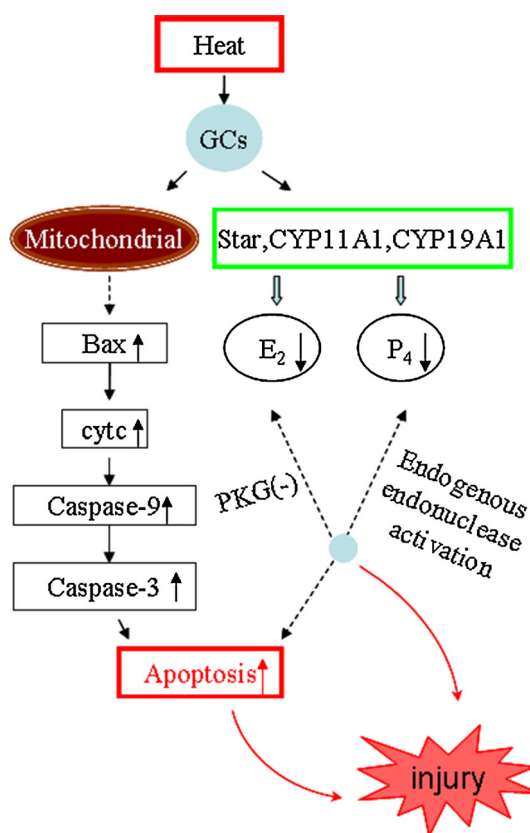 Heat
GCs
Mitochondrial
Star,CYP11A1,CYP19A1
Bax↑
E₂↓
P₄↓
cytc↑
Caspase-9↑
PKG(-)
Endogenous
endonuclease
activation
Caspase-3↑
Apoptosis↑
injury